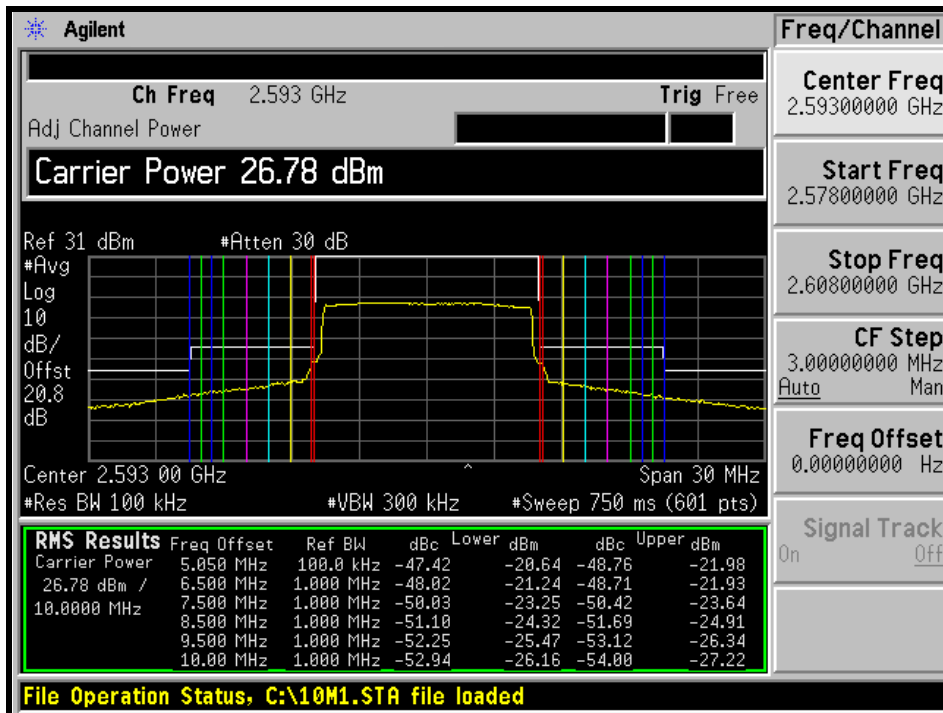 Agilent
Freq/Channel
Ch Freq 2.593 GHz Trig Free
Adj Channel Power
Carrier Power 26.78 dBm
Ref 31 dBm #Atten 30 dB
#Avg
Log
10
dB/
Offst
20.8
dB
Center 2.593 00 GHz Span 30 MHz
#Res BW 100 kHz #VBW 300 kHz #Sweep 750 ms (601 pts)
RMS Results Freq Offset Ref BW dBc Lower dBm dBc Upper dBm
Carrier Power 5.050 MHz 100.0 kHz -47.42 -20.64 -48.76 -21.98
26.78 dBm / 6.500 MHz 1.000 MHz -48.02 -21.24 -48.71 -21.93
10.0000 MHz 7.500 MHz 1.000 MHz -50.03 -23.25 -50.42 -23.64
8.500 MHz 1.000 MHz -51.10 -24.32 -51.69 -24.91
9.500 MHz 1.000 MHz -52.25 -25.47 -53.12 -26.34
10.00 MHz 1.000 MHz -52.94 -26.16 -54.00 -27.22
File Operation Status, C:\10M1.STA file loaded
Center Freq
2.59300000 GHz
Start Freq
2.57800000 GHz
Stop Freq
2.60800000 GHz
CF Step
3.00000000 MHz
Auto Man
Freq Offset
0.00000000 Hz
Signal Track
On Off